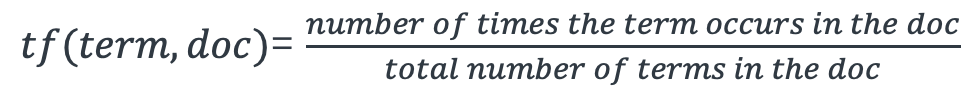 tf(term, doc)= number of times the term occurs in the doc
total number of terms in the doc